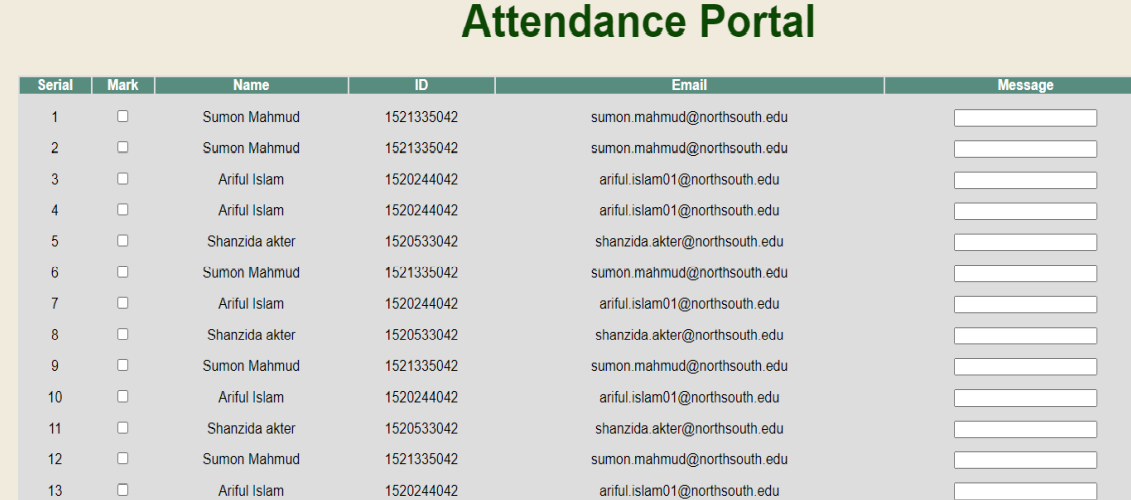 Attendance Portal
Serial Mark Name ID Email Message
1 Sumon Mahmud 1521335042 sumon.mahmud@northsouth.edu
2 Sumon Mahmud 1521335042 sumon.mahmud@northsouth.edu
3 Ariful Islam 1520244042 ariful.islam01@northsouth.edu
4 Ariful Islam 1520244042 ariful.islam01@northsouth.edu
5 Shanzida akter 1520533042 shanzida.akter@northsouth.edu
6 Sumon Mahmud 1521335042 sumon.mahmud@northsouth.edu
7 Ariful Islam 1520244042 ariful.islam01@northsouth.edu
8 Shanzida akter 1520533042 shanzida.akter@northsouth.edu
9 Sumon Mahmud 1521335042 sumon.mahmud@northsouth.edu
10 Ariful Islam 1520244042 ariful.islam01@northsouth.edu
11 Shanzida akter 1520533042 shanzida.akter@northsouth.edu
12 Sumon Mahmud 1521335042 sumon.mahmud@northsouth.edu
13 Ariful Islam 1520244042 ariful.islam01@northsouth.edu